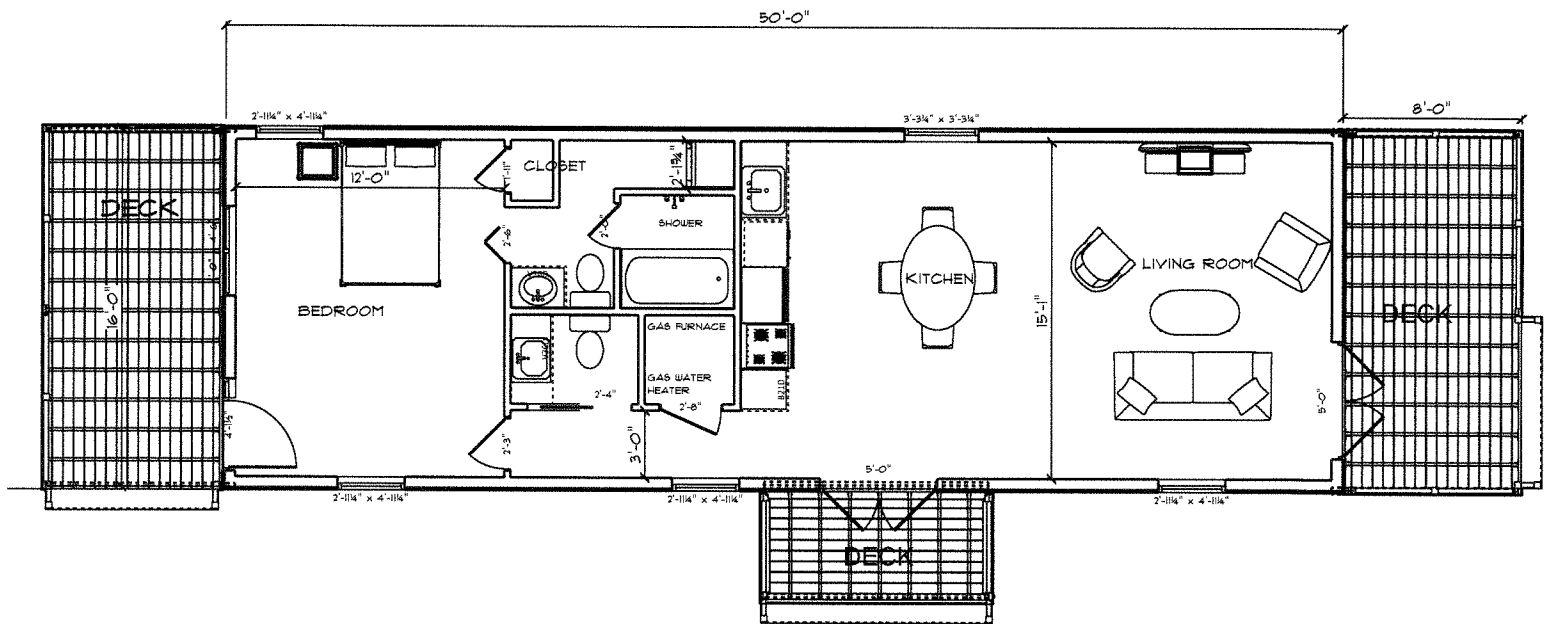 50'-0"
8'-0"
2'-11¼" x 4'-11¼"
3'-3¼" x 3'-3¼"
CLOSET
1'-11"
2'-1¾"
12'-0"
DECK
2'-6"
2'-0"
SHOWER
KITCHEN
LIVING ROOM
BEDROOM
16'-0"
15'-1"
DECK
GAS FURNACE
GAS WATER
HEATER
B21D
2'-4"
2'-8"
5'-0"
4'-1½"
2'-3"
3'-0"
5'-0"
2'-11¼" x 4'-11¼"
2'-11¼" x 4'-11¼"
2'-11¼" x 4'-11¼"
DECK